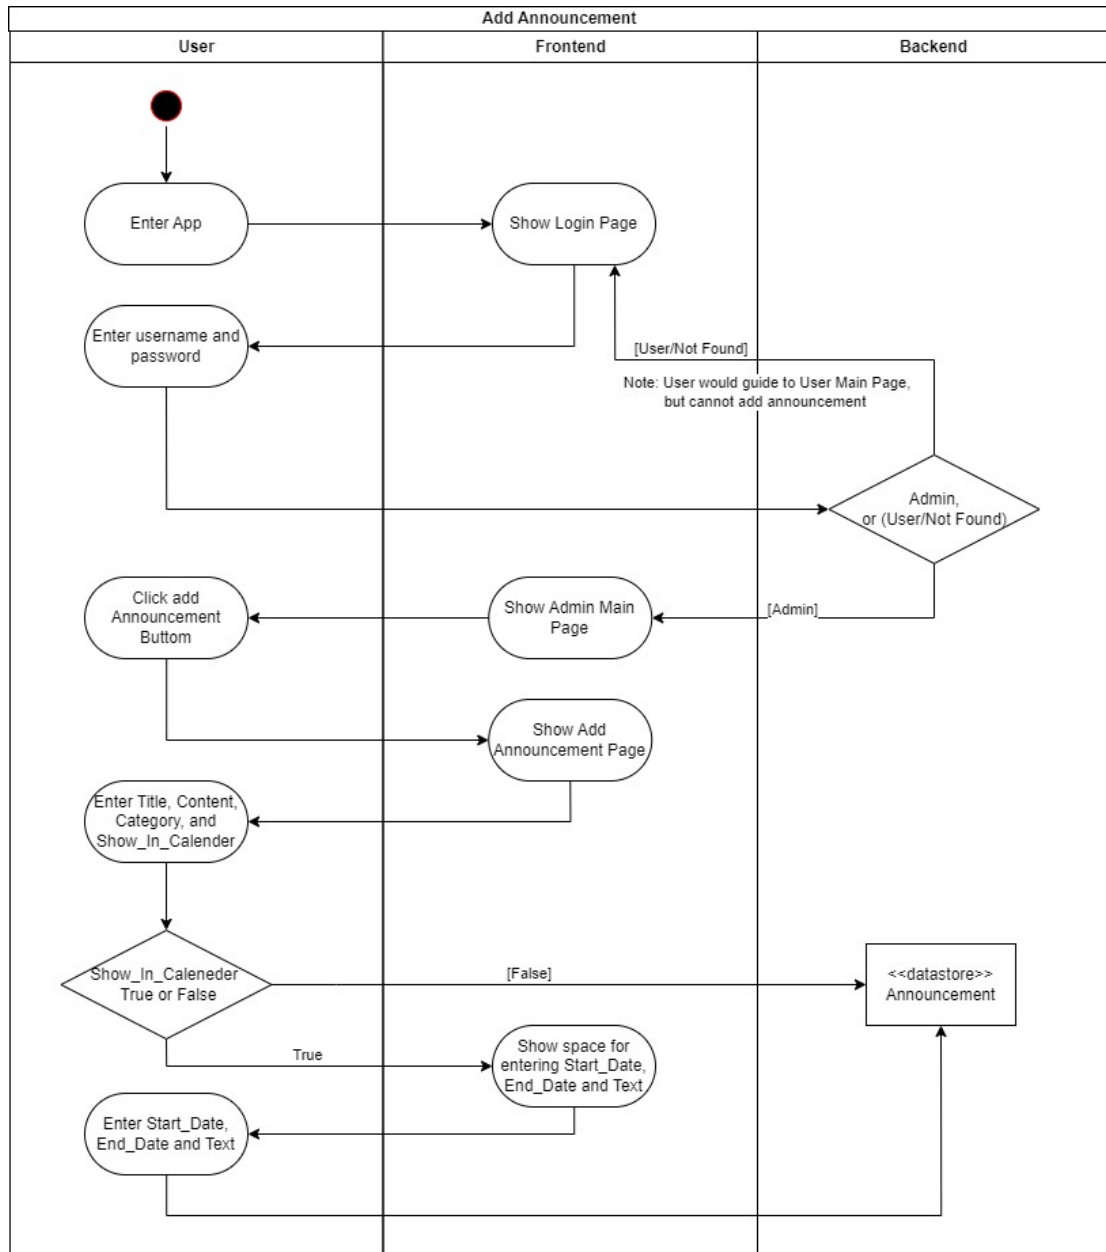 Add Announcement
User
Frontend
Backend
Enter App
Show Login Page
Enter username and
password
[User/Not Found]
Note: User would guide to User Main Page,
but cannot add announcement
Admin,
or (User/Not Found)
Click add
Announcement
Buttom
Show Admin Main
Page
[Admin]
Show Add
Announcement Page
Enter Title, Content,
Category, and
Show_In_Calender
Show_In_Caleneder
True or False
[False]
<<datastore>>
Announcement
True
Show space for
entering Start_Date,
End_Date and Text
Enter Start_Date,
End_Date and Text